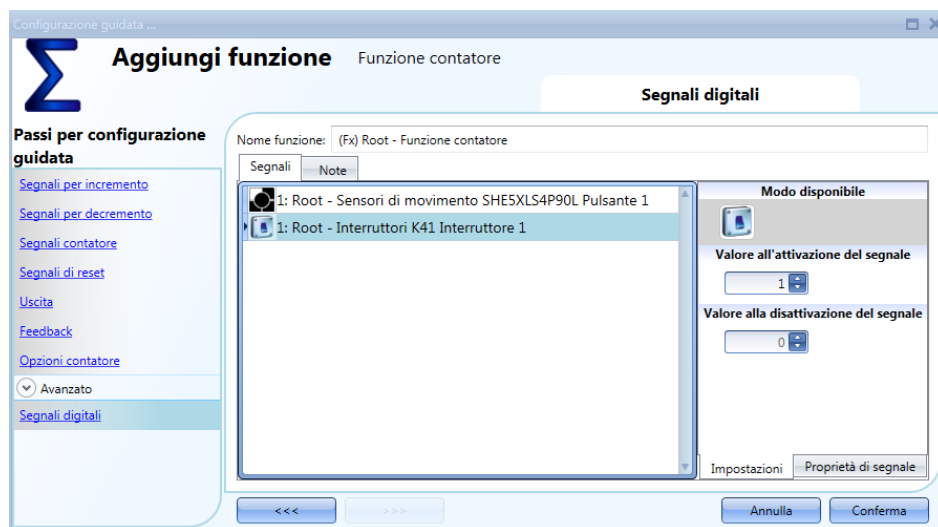 Configurazione guidata ...
Aggiungi funzione
Funzione contatore
Segnali digitali
Passi per configurazione
guidata
Segnali per incremento
Segnali per decremento
Segnali contatore
Segnali di reset
Uscita
Feedback
Opzioni contatore
Avanzato
Segnali digitali
Nome funzione:
(Fx) Root - Funzione contatore
Segnali
Note
1: Root - Sensori di movimento SHE5XLS4P90L Pulsante 1
1: Root - Interruttori K41 Interruttore 1
Modo disponibile
Valore all'attivazione del segnale
1
Valore alla disattivazione del segnale
0
Impostazioni
Proprietà di segnale
<<<
>>>
Annulla
Conferma